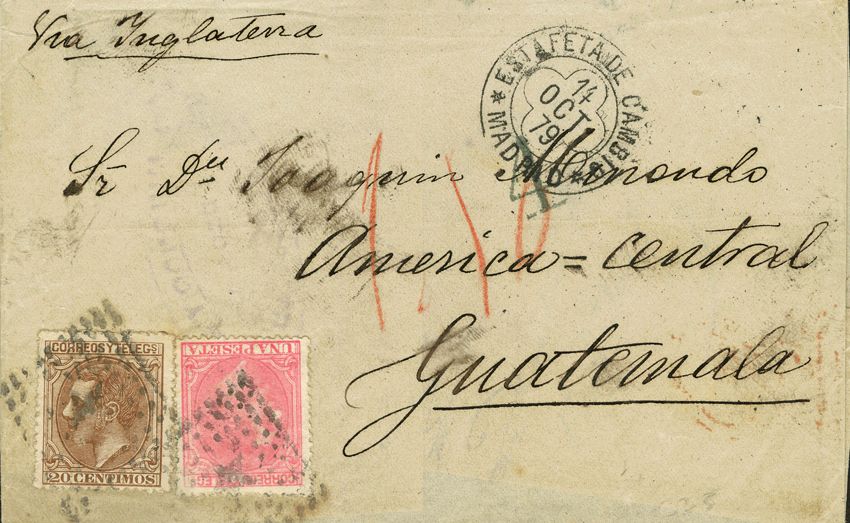 Via Inglaterra
* ESTAFETA DE CAMBIO * MADRID
14
OCT
79
4
Sr Dn Joaquin
America = Central
Guatemala
CORREOS Y TELEGS
20 CENTIMOS
UNA PESETA